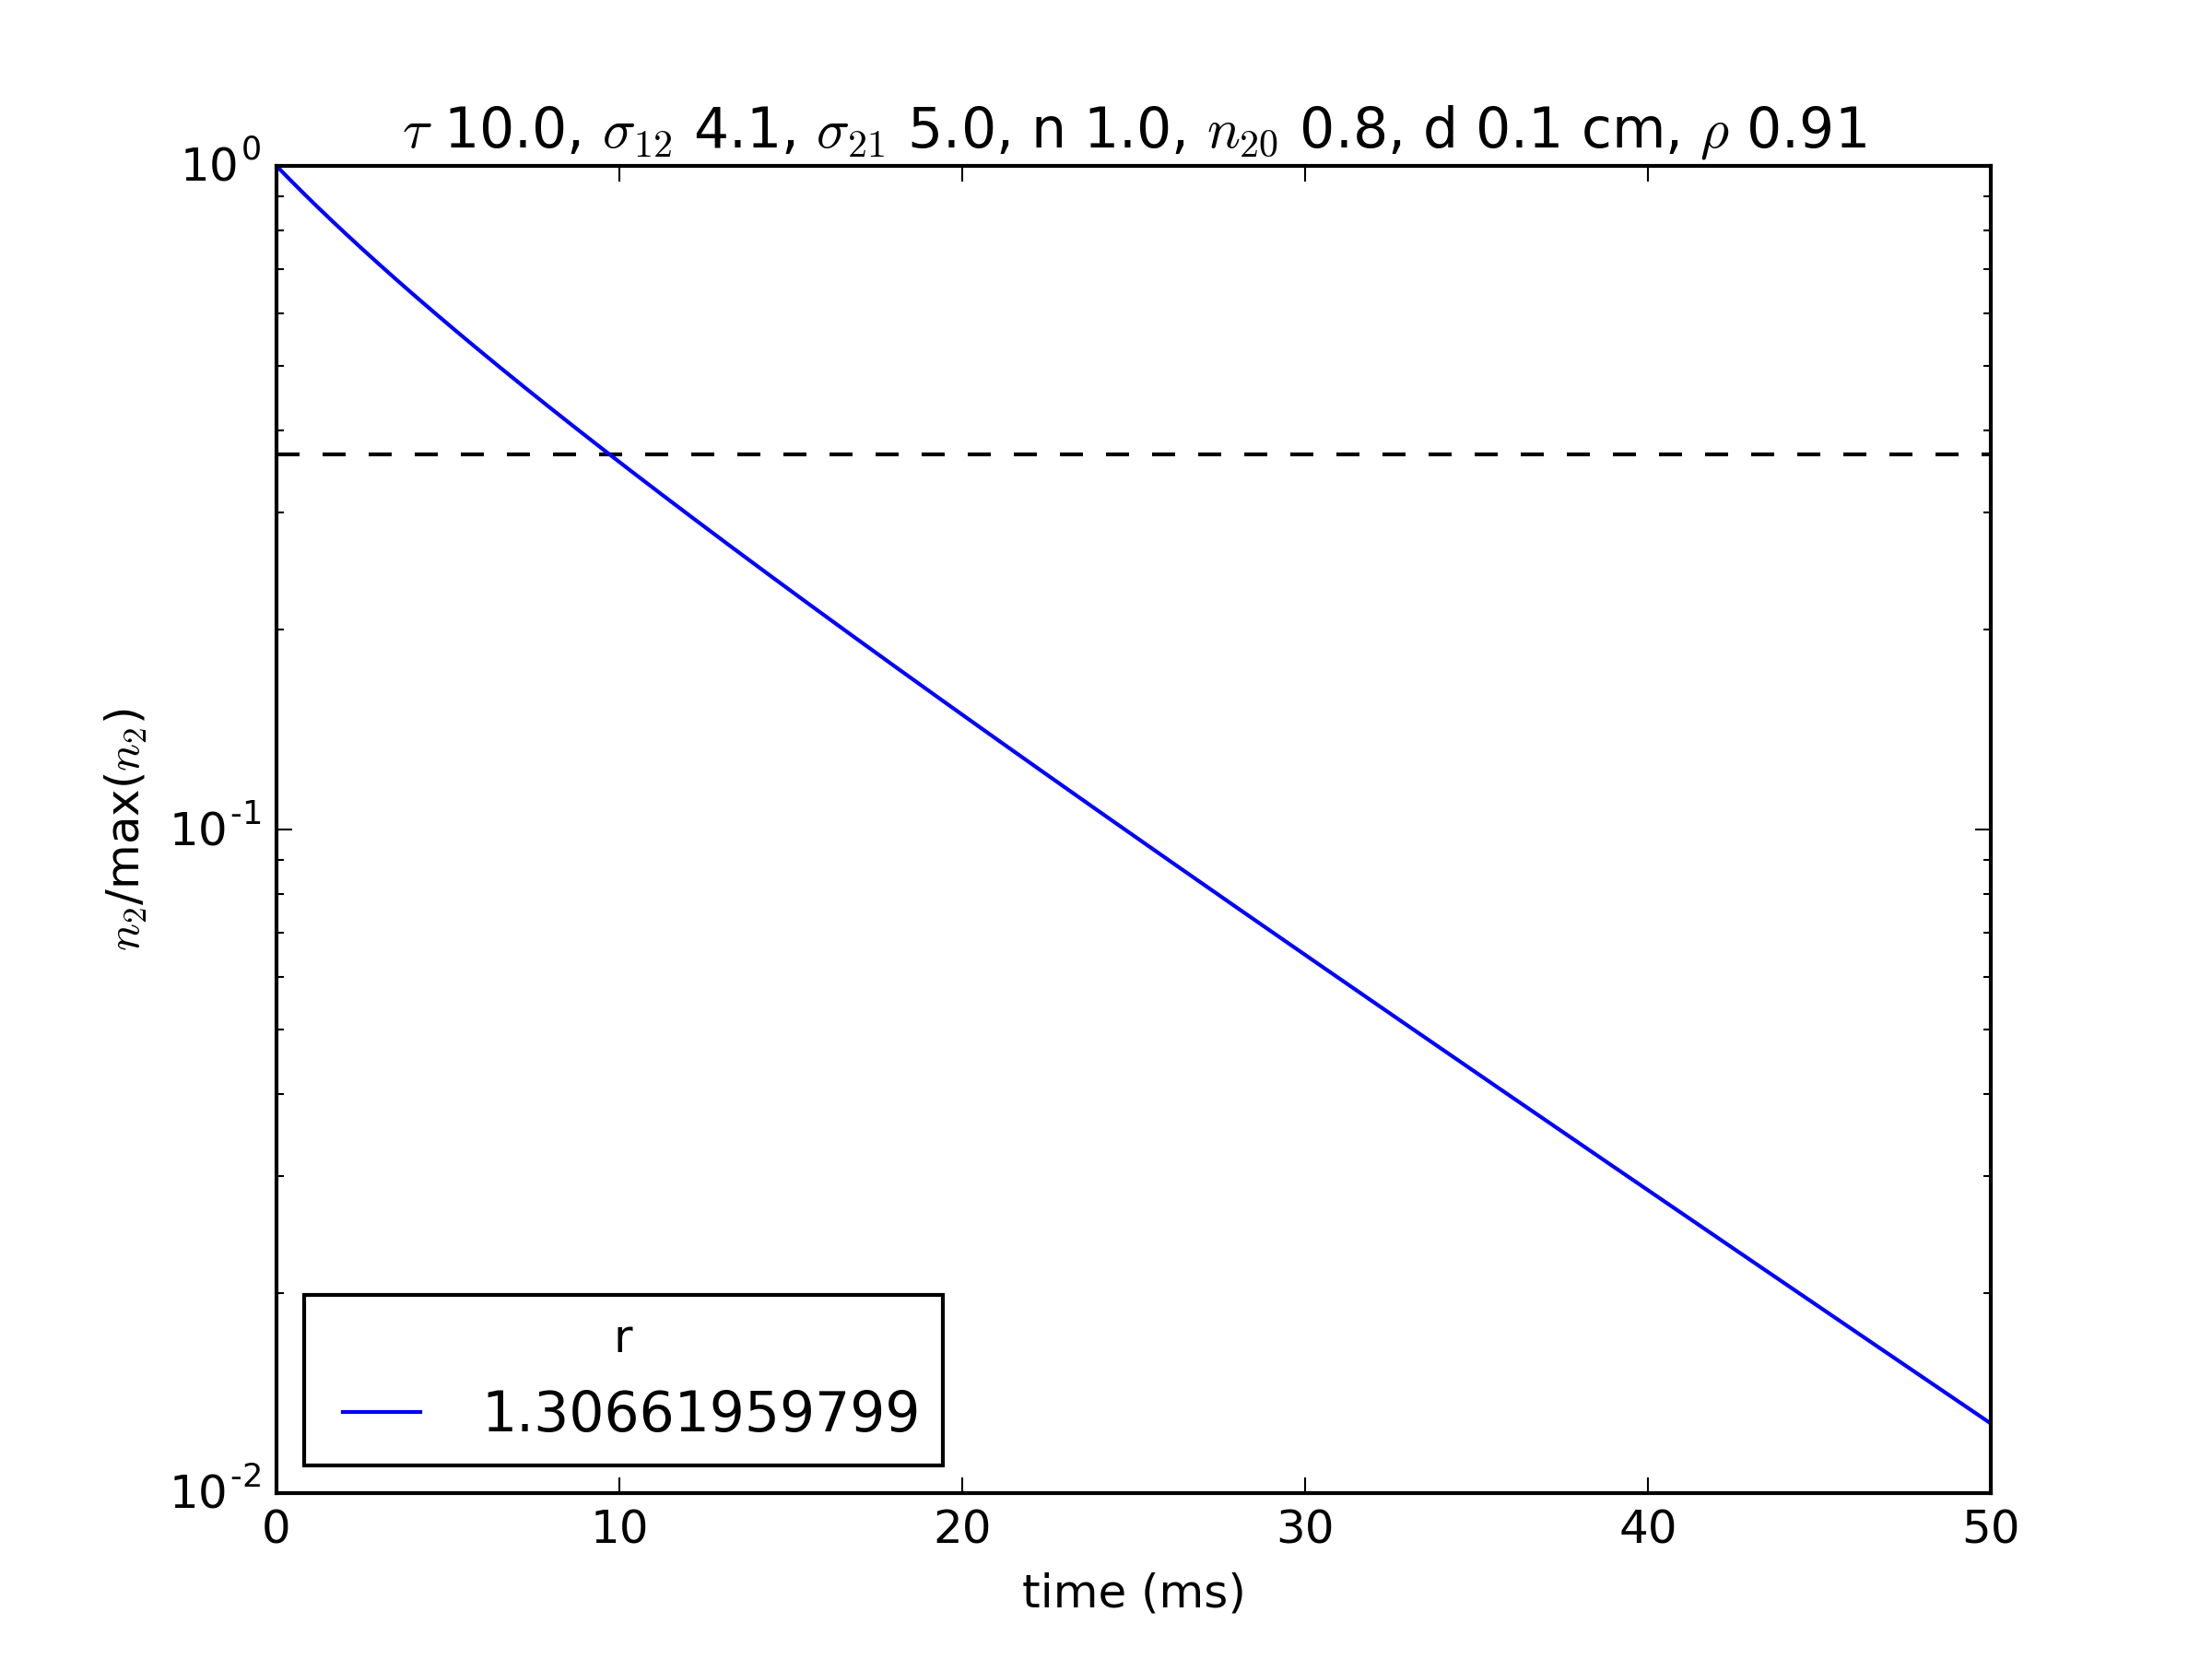 τ 10.0, σ₁₂ 4.1, σ₂₁ 5.0, n 1.0, n₂₀ 0.8, d 0.1 cm, ρ 0.91
10⁰
10⁻¹
10⁻²
n₂/max(n₂)
r
1.30661959799
0 10 20 30 40 50
time (ms)